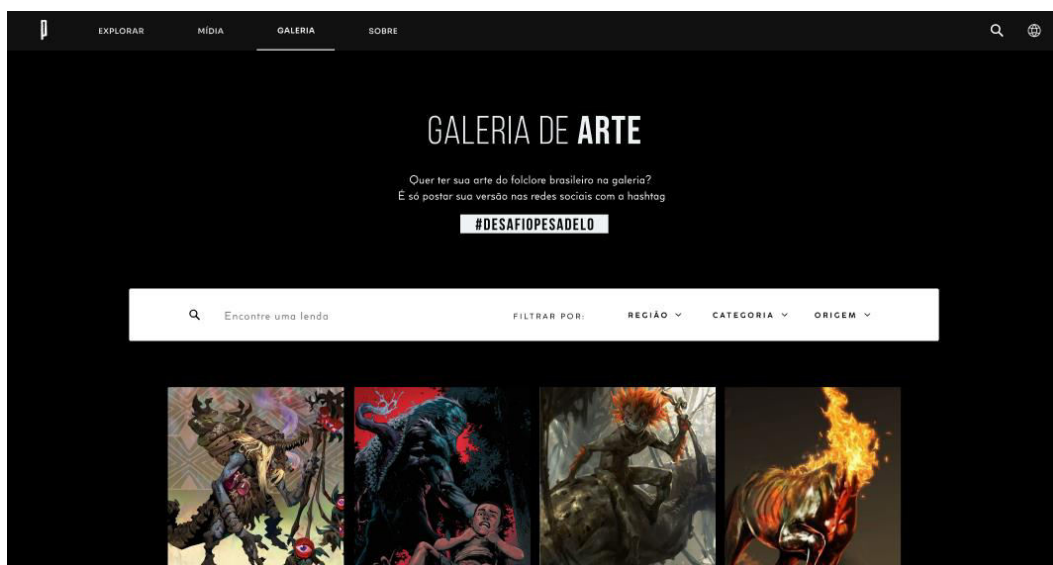 EXPLORAR MÍDIA GALERIA SOBRE
GALERIA DE ARTE
Quer ter sua arte do folclore brasileiro na galeria?
É só postar sua versão nas redes sociais com a hashtag
#DESAFIOPESADELO
Encontre uma lenda FILTRAR POR: REGIÃO CATEGORIA ORIGEM